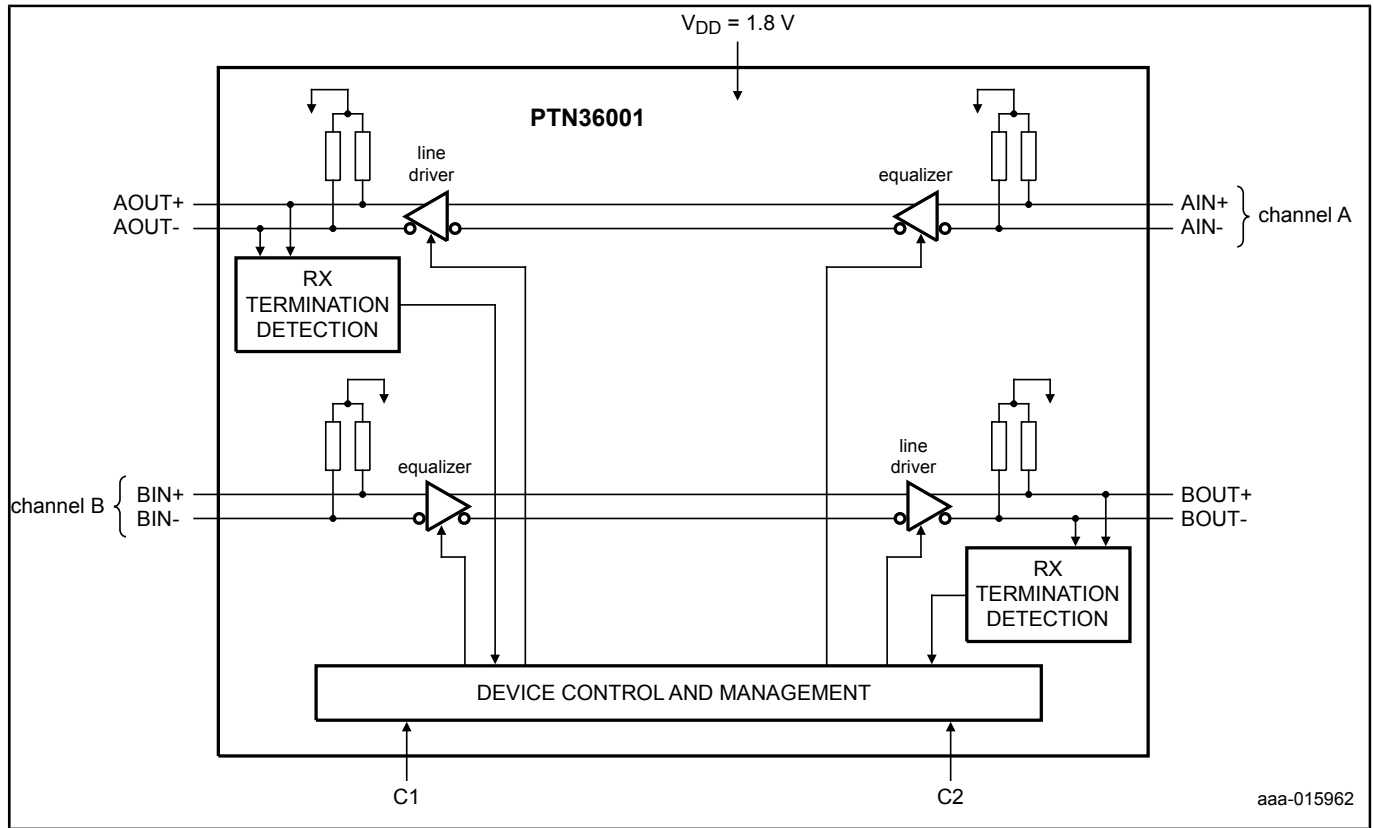 VDD = 1.8 V
PTN36001
line
driver
equalizer
AOUT+
AOUT-
AIN+
AIN-
channel A
RX
TERMINATION
DETECTION
equalizer
line
driver
channel B
BIN+
BIN-
BOUT+
BOUT-
RX
TERMINATION
DETECTION
DEVICE CONTROL AND MANAGEMENT
C1
C2
aaa-015962